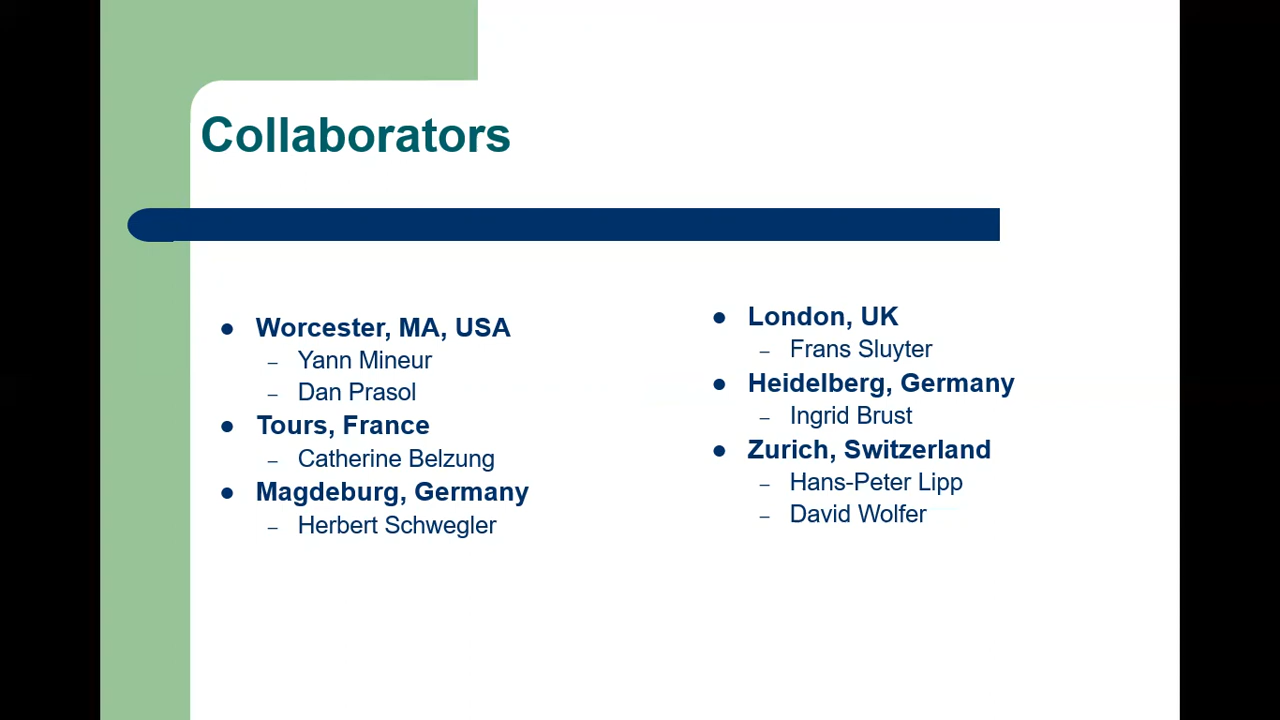 Collaborators
● Worcester, MA, USA
– Yann Mineur
– Dan Prasol
● Tours, France
– Catherine Belzung
● Magdeburg, Germany
– Herbert Schwegler
● London, UK
– Frans Sluyter
● Heidelberg, Germany
– Ingrid Brust
● Zurich, Switzerland
– Hans-Peter Lipp
– David Wolfer